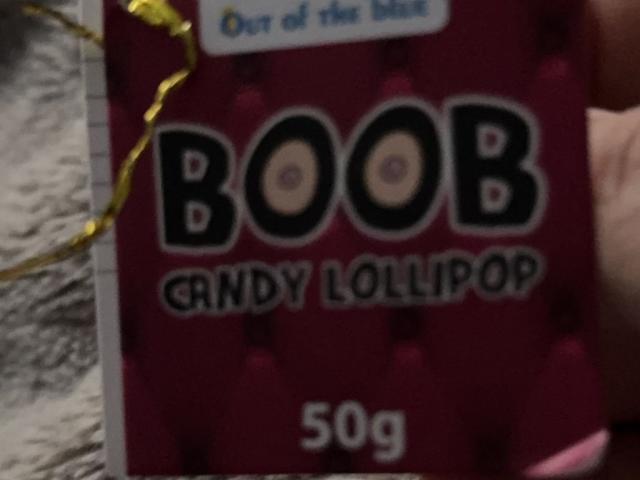 Out of the blue
BOOB
CANDY LOLLIPOP
50g